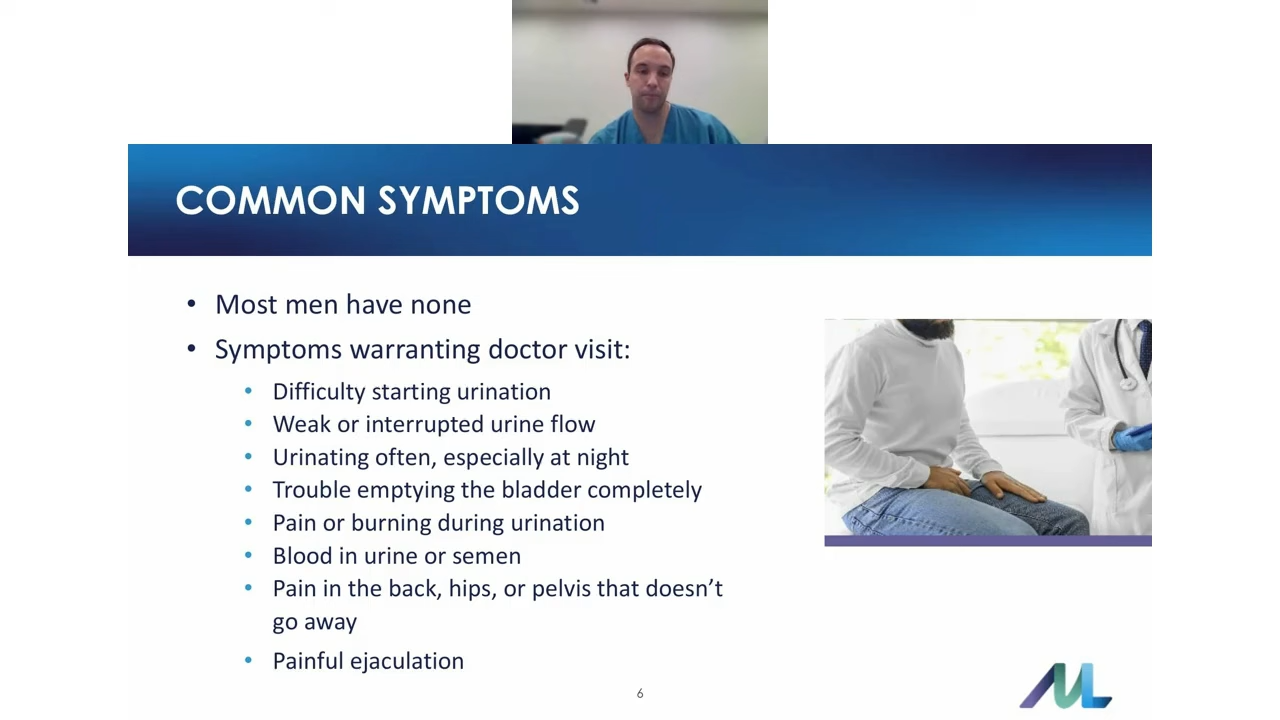 COMMON SYMPTOMS
• Most men have none
• Symptoms warranting doctor visit:
• Difficulty starting urination
• Weak or interrupted urine flow
• Urinating often, especially at night
• Trouble emptying the bladder completely
• Pain or burning during urination
• Blood in urine or semen
• Pain in the back, hips, or pelvis that doesn’t
go away
• Painful ejaculation
6